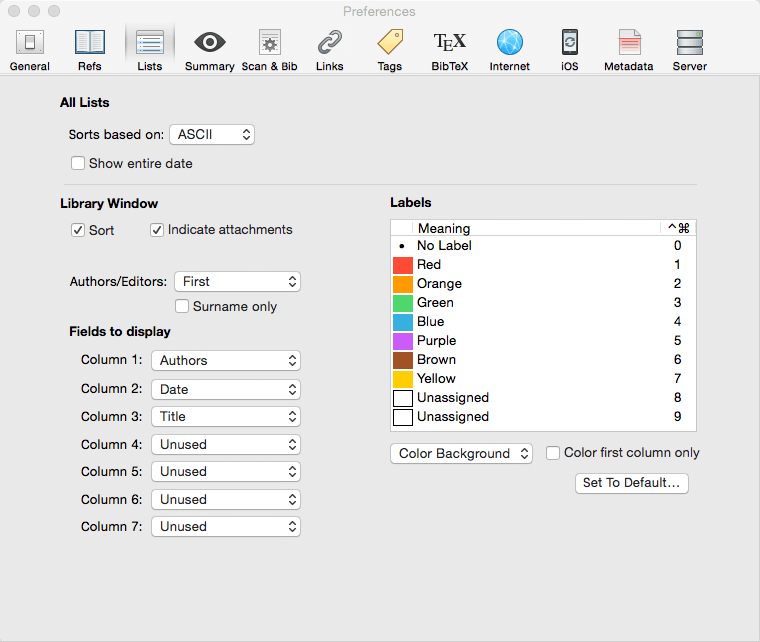 Preferences
General Refs Lists Summary Scan & Bib Links Tags BibTeX Internet iOS Metadata Server
All Lists
Sorts based on: ASCII
Show entire date
Library Window
Sort Indicate attachments
Authors/Editors: First
Surname only
Fields to display
Column 1: Authors
Column 2: Date
Column 3: Title
Column 4: Unused
Column 5: Unused
Column 6: Unused
Column 7: Unused
Labels
Meaning ^⌘
No Label 0
Red 1
Orange 2
Green 3
Blue 4
Purple 5
Brown 6
Yellow 7
Unassigned 8
Unassigned 9
Color Background Color first column only
Set To Default...
TEX